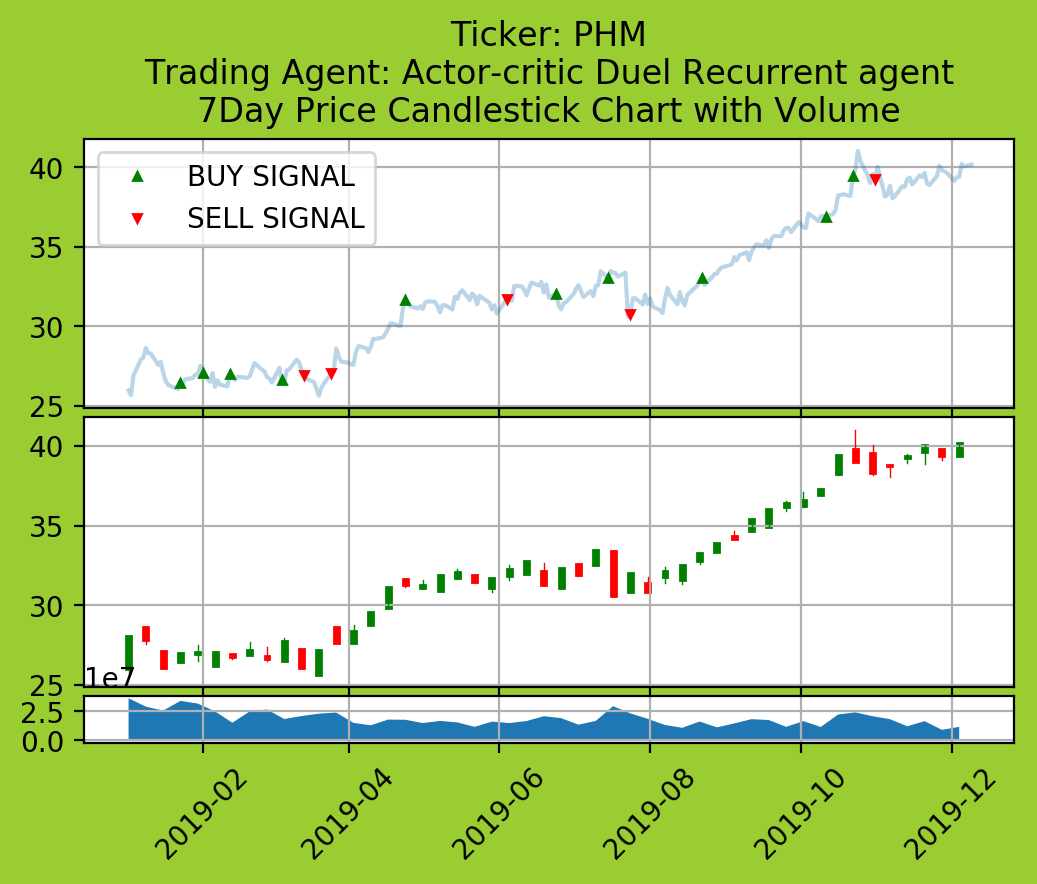 Ticker: PHM
Trading Agent: Actor-critic Duel Recurrent agent
7Day Price Candlestick Chart with Volume
BUY SIGNAL
SELL SIGNAL
40
35
30
25
40
35
30
25
1e7
2.5
0.0
2019-02
2019-04
2019-06
2019-08
2019-10
2019-12